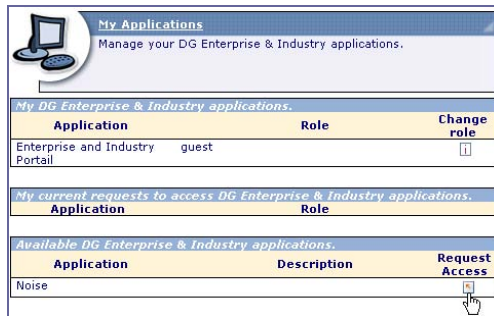 My Applications
Manage your DG Enterprise & Industry applications.
My DG Enterprise & Industry applications.
Application Role Change role
Enterprise and Industry Portal guest
My current requests to access DG Enterprise & Industry applications.
Application Role
Available DG Enterprise & Industry applications.
Application Description Request Access
Noise